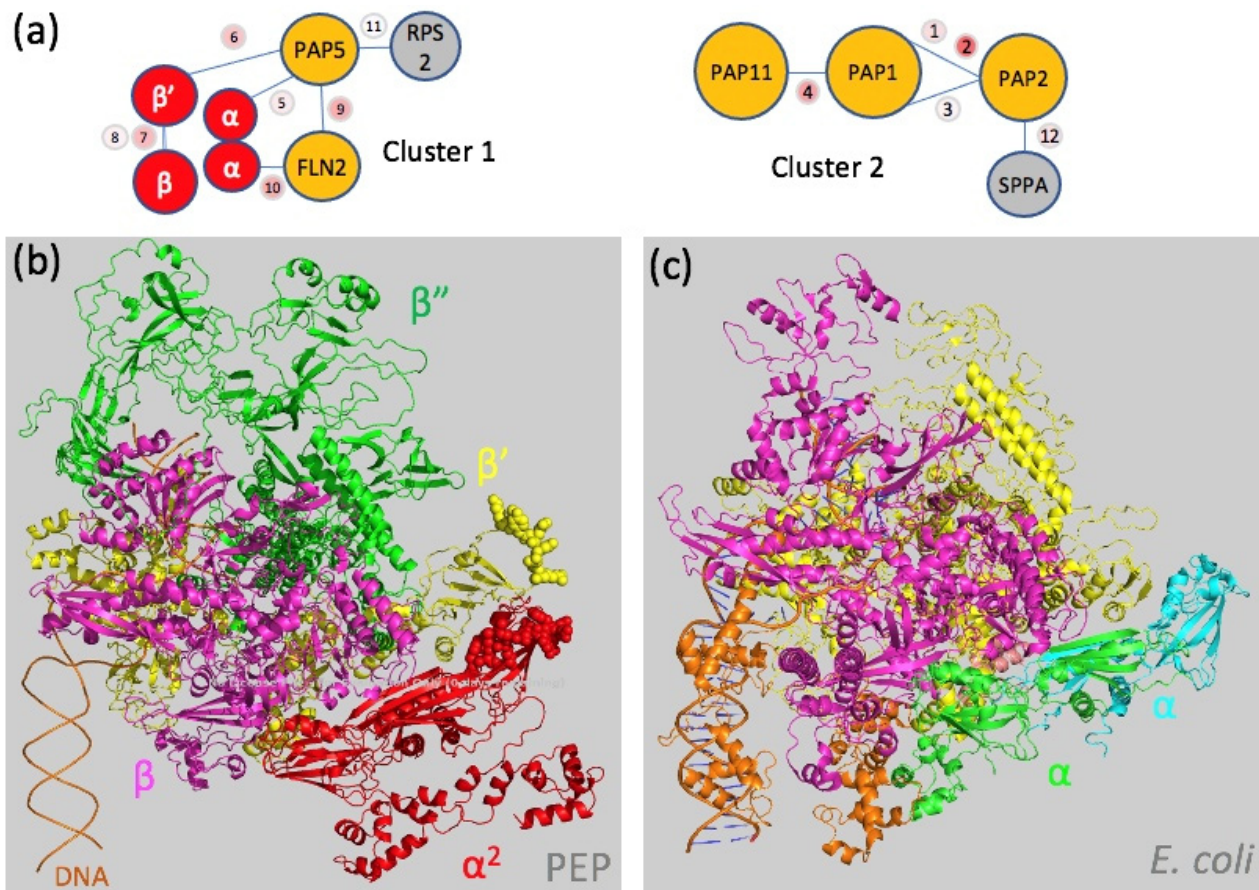 (a)
6
PAP5
11
RPS
2
β’
α
5
9
8
7
β
α
10
FLN2
Cluster 1
PAP11
4
PAP1
1
2
3
PAP2
12
Cluster 2
SPPA
(b)
β”
β’
β
α²
DNA
PEP
(c)
α
α
E. coli